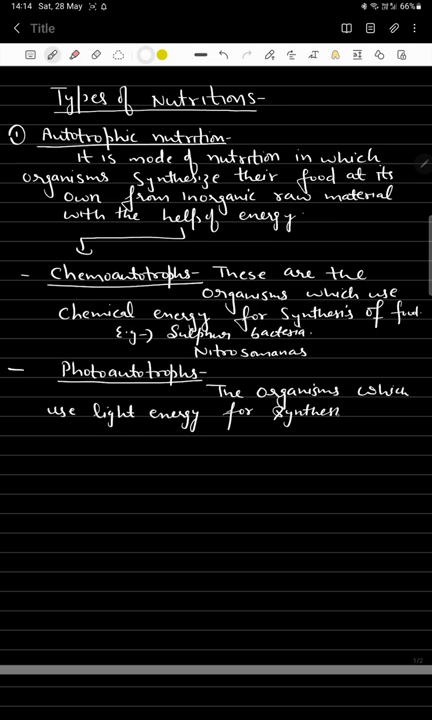 14:14 Sat, 28 May 66%
Title
Types of Nutritions-
① Autotrophic nutrition-
It is mode of nutrition in which
organisms Synthesize their food at its
own from inorganic raw material
with the help of energy.
- Chemoautotrophs- These are the
organisms which use
Chemical energy for Synthesis of food.
E.g→ Sulphur bacteria.
Nitrosomonas
- Photoautotrophs-
The organisms which
use light energy for Synthesi
1/2